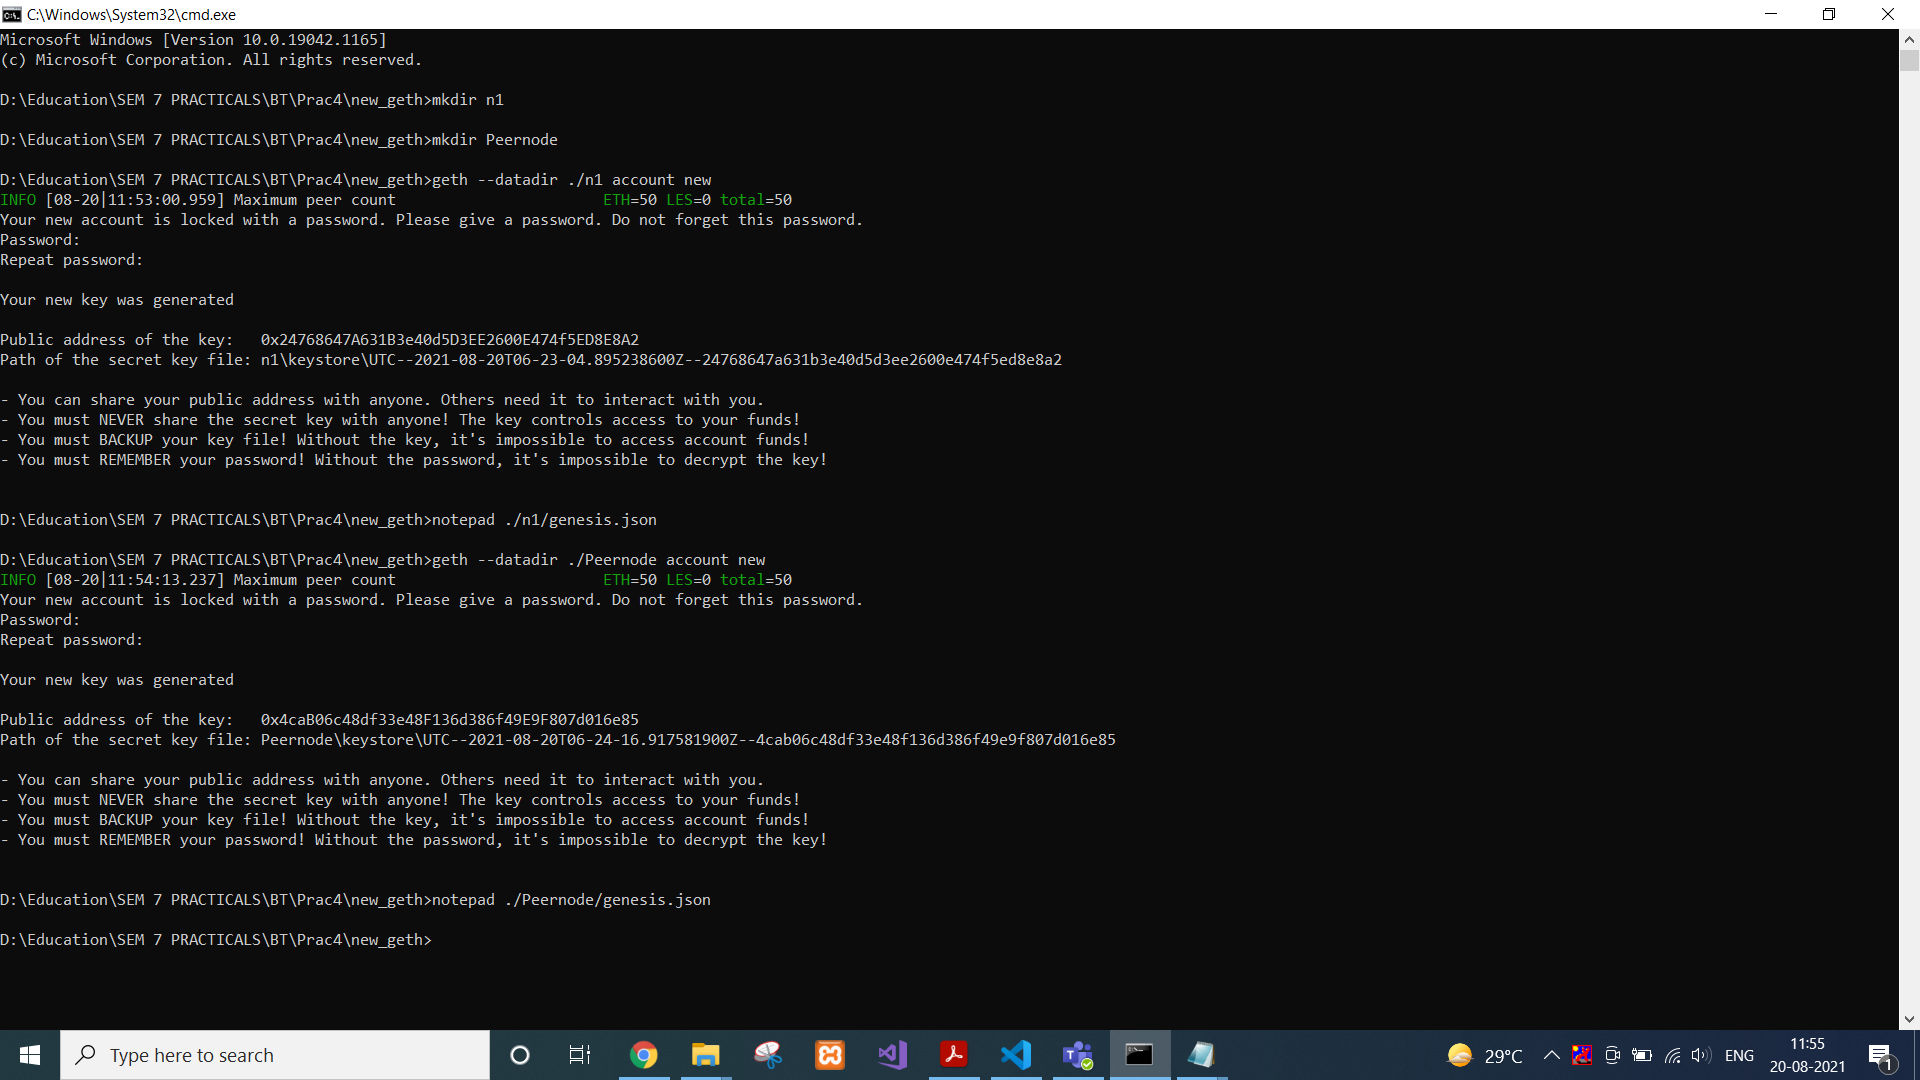 C:\Windows\System32\cmd.exe
Microsoft Windows [Version 10.0.19042.1165]
(c) Microsoft Corporation. All rights reserved.
D:\Education\SEM 7 PRACTICALS\BT\Prac4\new_geth>mkdir n1
D:\Education\SEM 7 PRACTICALS\BT\Prac4\new_geth>mkdir Peernode
D:\Education\SEM 7 PRACTICALS\BT\Prac4\new_geth>geth --datadir ./n1 account new
INFO [08-20|11:53:00.959] Maximum peer count ETH=50 LES=0 total=50
Your new account is locked with a password. Please give a password. Do not forget this password.
Password:
Repeat password:
Your new key was generated
Public address of the key: 0x24768647A631B3e40d5D3EE2600E474f5ED8E8A2
Path of the secret key file: n1\keystore\UTC--2021-08-20T06-23-04.895238600Z--24768647a631b3e40d5d3ee2600e474f5ed8e8a2
- You can share your public address with anyone. Others need it to interact with you.
- You must NEVER share the secret key with anyone! The key controls access to your funds!
- You must BACKUP your key file! Without the key, it's impossible to access account funds!
- You must REMEMBER your password! Without the password, it's impossible to decrypt the key!
D:\Education\SEM 7 PRACTICALS\BT\Prac4\new_geth>notepad ./n1/genesis.json
D:\Education\SEM 7 PRACTICALS\BT\Prac4\new_geth>geth --datadir ./Peernode account new
INFO [08-20|11:54:13.237] Maximum peer count ETH=50 LES=0 total=50
Your new account is locked with a password. Please give a password. Do not forget this password.
Password:
Repeat password:
Your new key was generated
Public address of the key: 0x4caB06c48df33e48F136d386f49E9F807d016e85
Path of the secret key file: Peernode\keystore\UTC--2021-08-20T06-24-16.917581900Z--4cab06c48df33e48f136d386f49e9f807d016e85
- You can share your public address with anyone. Others need it to interact with you.
- You must NEVER share the secret key with anyone! The key controls access to your funds!
- You must BACKUP your key file! Without the key, it's impossible to access account funds!
- You must REMEMBER your password! Without the password, it's impossible to decrypt the key!
D:\Education\SEM 7 PRACTICALS\BT\Prac4\new_geth>notepad ./Peernode/genesis.json
D:\Education\SEM 7 PRACTICALS\BT\Prac4\new_geth>
Type here to search
29°C
ENG
11:55
20-08-2021
1